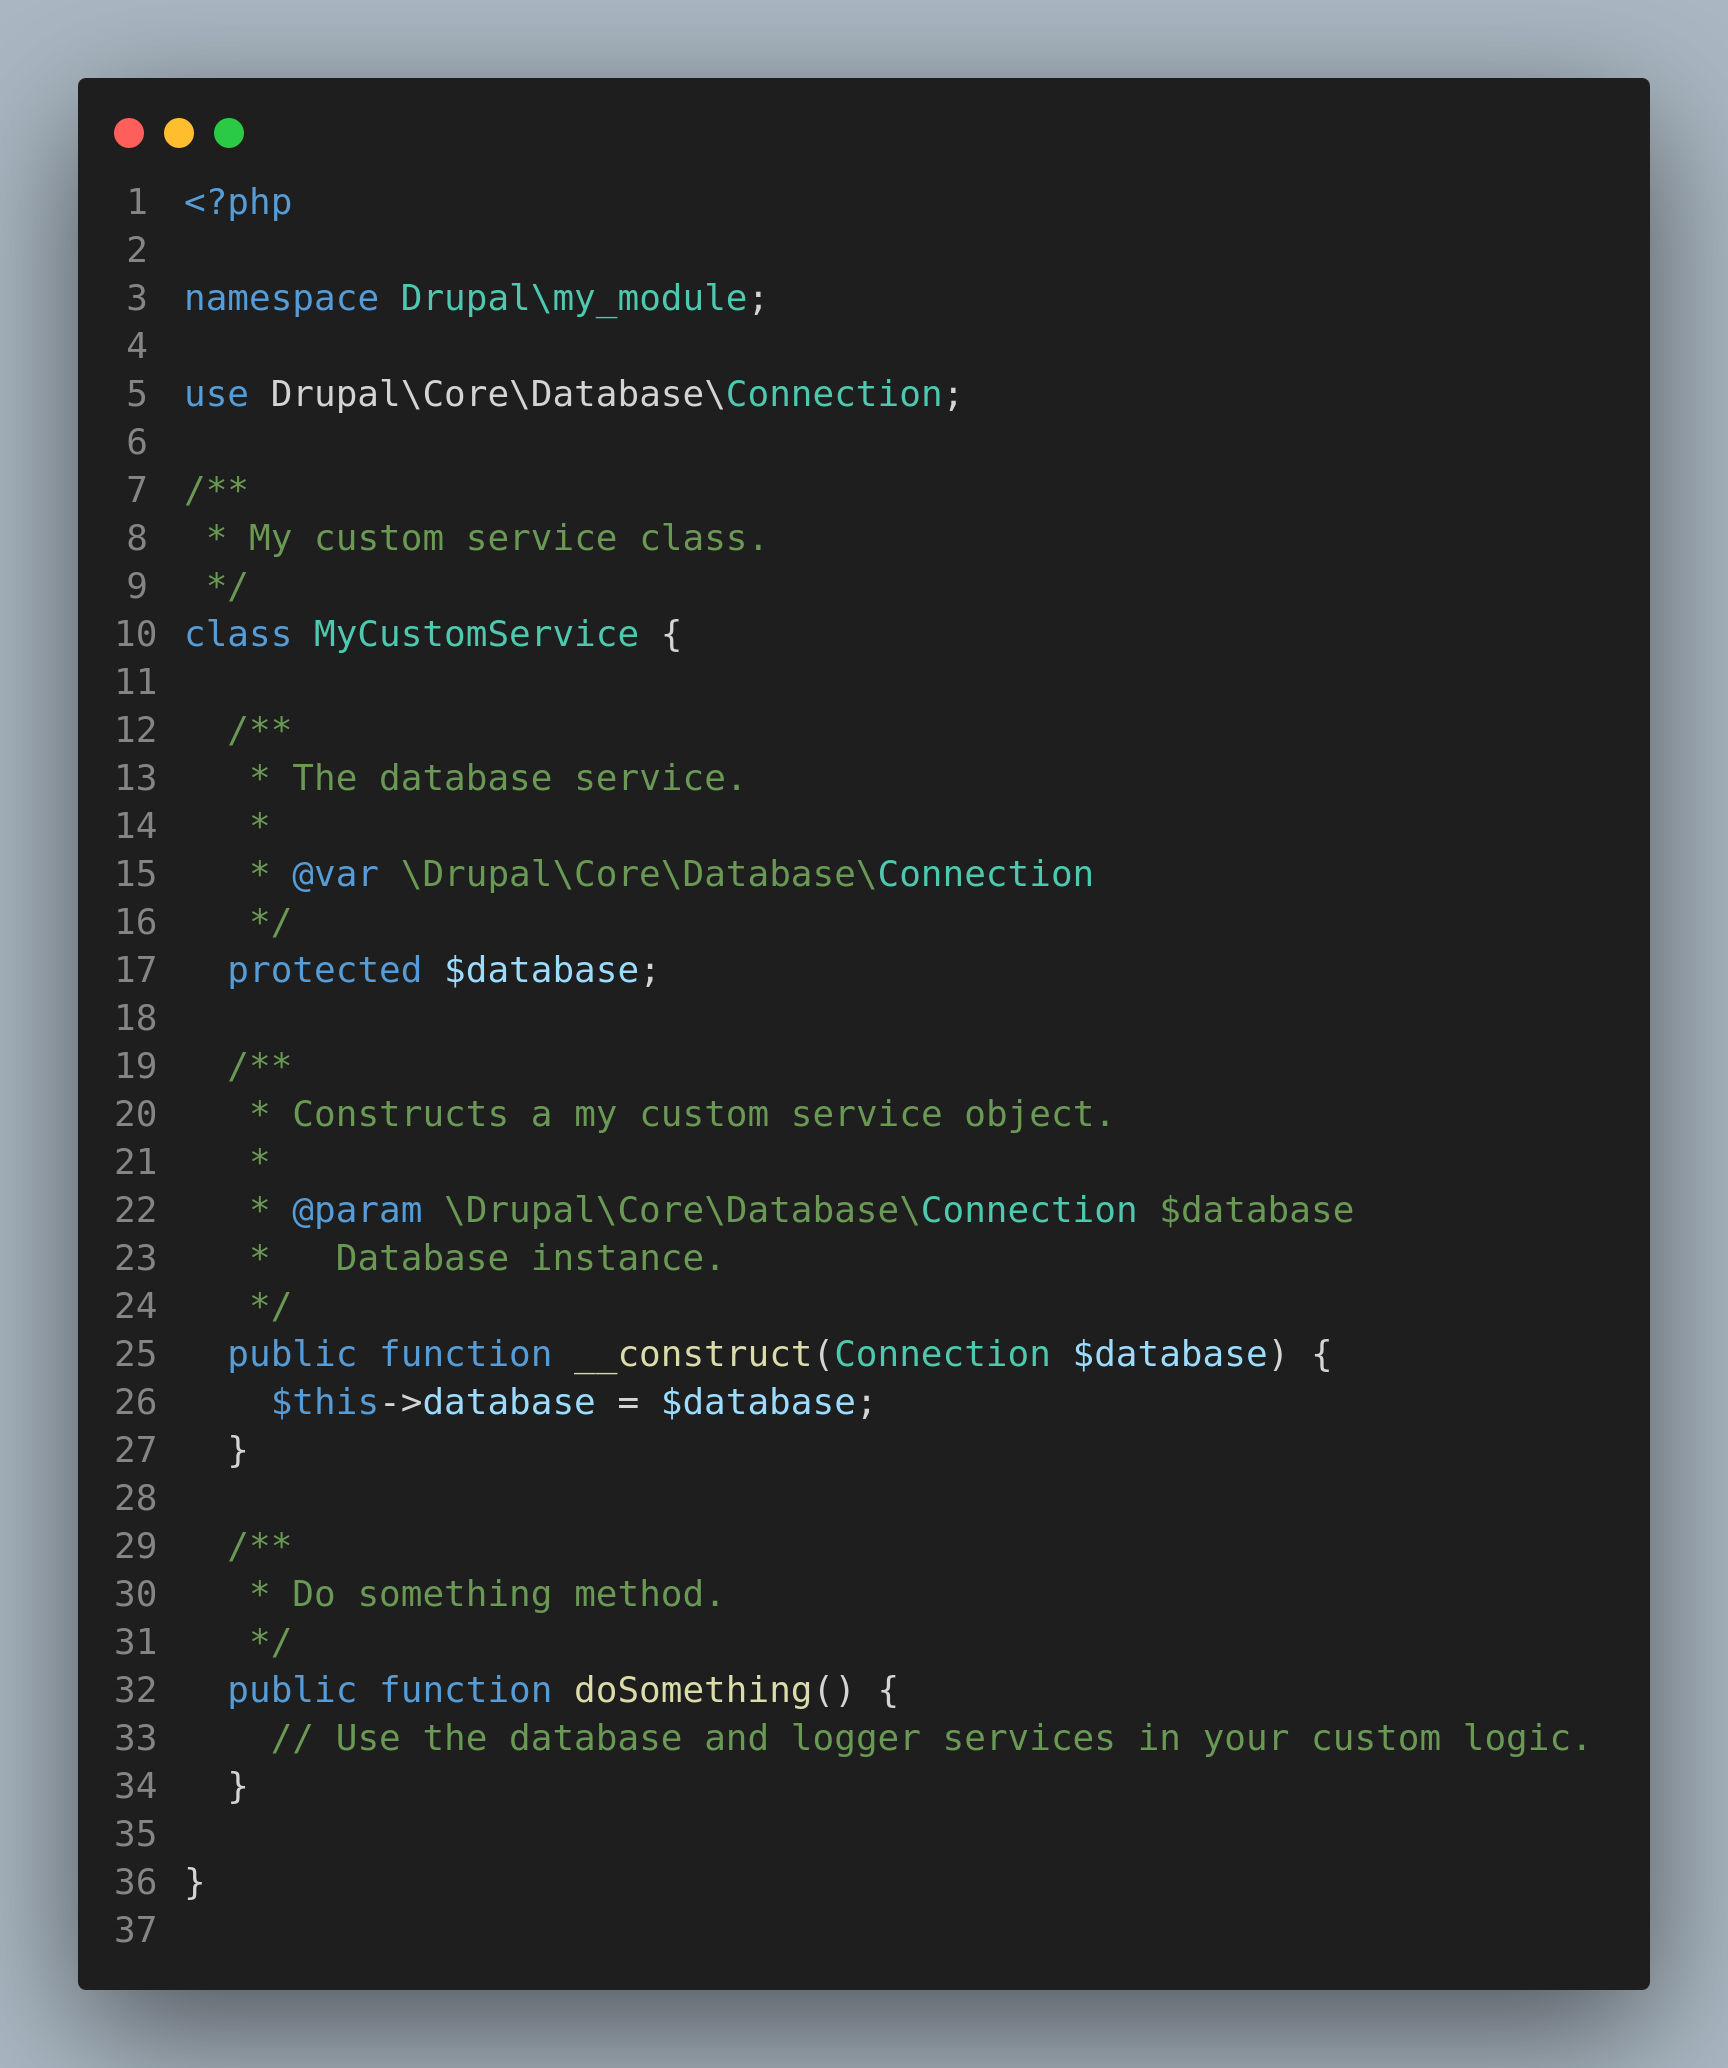 1 <?php
2
3 namespace Drupal\my_module;
4
5 use Drupal\Core\Database\Connection;
6
7 /**
8  * My custom service class.
9  */
10 class MyCustomService {
11
12   /**
13    * The database service.
14    *
15    * @var \Drupal\Core\Database\Connection
16    */
17   protected $database;
18
19   /**
20    * Constructs a my custom service object.
21    *
22    * @param \Drupal\Core\Database\Connection $database
23    *   Database instance.
24    */
25   public function __construct(Connection $database) {
26     $this->database = $database;
27   }
28
29   /**
30    * Do something method.
31    */
32   public function doSomething() {
33     // Use the database and logger services in your custom logic.
34   }
35
36 }
37